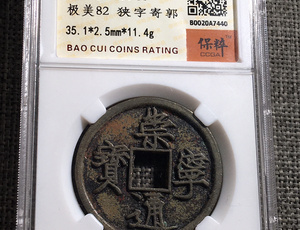 极美82 狭字寄郭
35.1*2.5mm*11.4g
BAO CUI COINS RATING
B0020A7440
保粹
CCGA
崇寧通寶